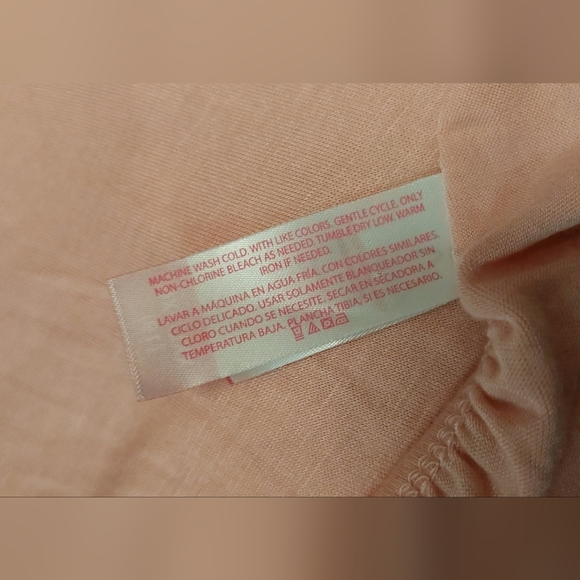 MACHINE WASH COLD. WITH LIKE COLORS. GENTLE CYCLE. ONLY
NON-CHLORINE BLEACH AS NEEDED. TUMBLE DRY LOW. WARM
IRON IF NEEDED.
LAVAR A MÁQUINA EN AGUA FRÍA, CON COLORES SIMILARES.
CICLO DELICADO. USAR SOLAMENTE BLANQUEADOR SIN
CLORO CUANDO SE NECESITE. SECAR EN SECADORA A
TEMPERATURA BAJA. PLANCHA TIBIA, SI ES NECESARIO.